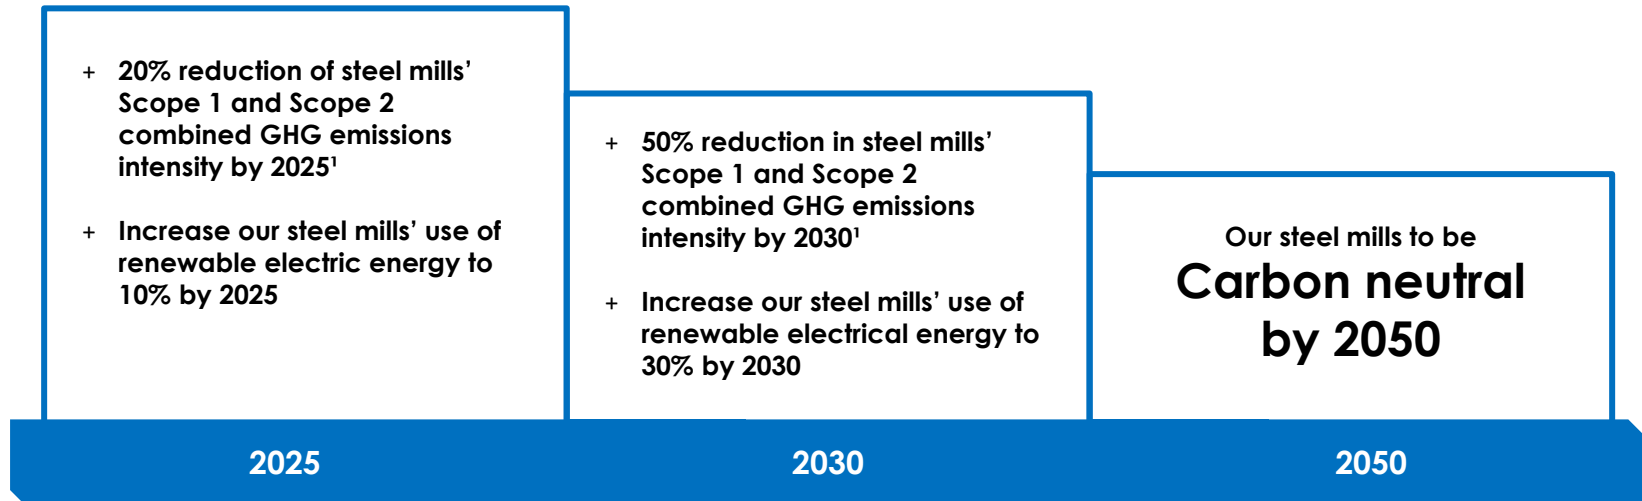 + 20% reduction of steel mills’
Scope 1 and Scope 2
combined GHG emissions
intensity by 2025¹
+ Increase our steel mills’ use of
renewable electric energy to
10% by 2025
+ 50% reduction in steel mills’
Scope 1 and Scope 2
combined GHG emissions
intensity by 2030¹
+ Increase our steel mills’ use of
renewable electrical energy to
30% by 2030
Our steel mills to be
Carbon neutral
by 2050
2025
2030
2050